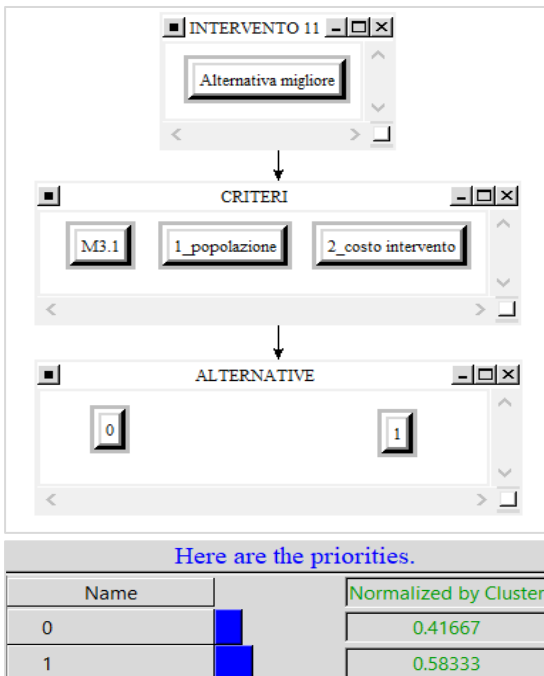 INTERVENTO 11
Alternativa migliore
CRITERI
M3.1 1_popolazione 2_costo intervento
ALTERNATIVE
0 1
Here are the priorities.
Name Normalized by Cluster
0 0.41667
1 0.58333